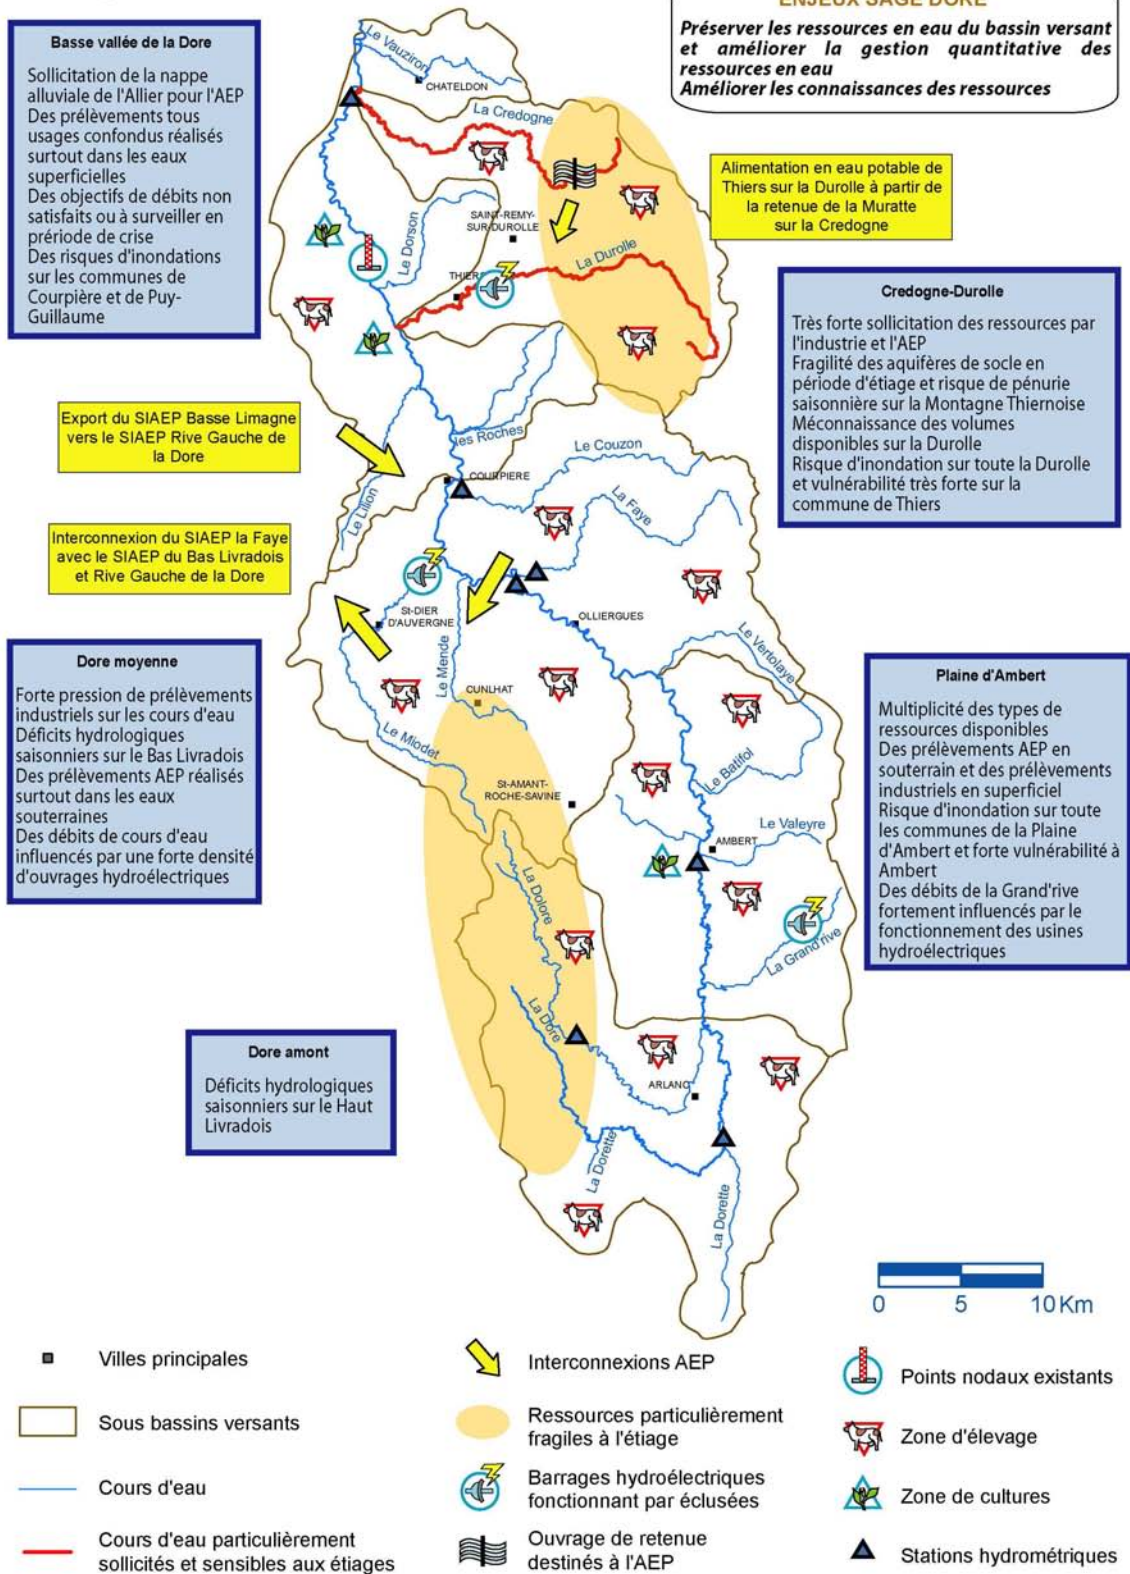 ENJEUX SAGE DORE
Préserver les ressources en eau du bassin versant
et améliorer la gestion quantitative des
ressources en eau
Améliorer les connaissances des ressources
Basse vallée de la Dore
Sollicitation de la nappe
alluviale de l'Allier pour l'AEP
Des prélèvements tous
usages confondus réalisés
surtout dans les eaux
superficielles
Des objectifs de débits non
satisfaits ou à surveiller en
prériode de crise
Des risques d'inondations
sur les communes de
Courpière et de Puy-
Guillaume
Le Vauziron
CHATELDON
La Credogne
Alimentation en eau potable de
Thiers sur la Durolle à partir de
la retenue de la Muratte
sur la Credogne
SAINT-REMY-
SUR-DUROLLE
Le Dorson
La Durolle
THIERS
Credogne-Durolle
Très forte sollicitation des ressources par
l'industrie et l'AEP
Fragilité des aquifères de socle en
période d'étiage et risque de pénurie
saisonnière sur la Montagne Thiernoise
Méconnaissance des volumes
disponibles sur la Durolle
Risque d'inondation sur toute la Durolle
et vulnérabilité très forte sur la
commune de Thiers
Export du SIAEP Basse Limagne
vers le SIAEP Rive Gauche de
la Dore
les Roches
Le Couzon
COURPIERE
Le Lilion
La Faye
Interconnexion du SIAEP la Faye
avec le SIAEP du Bas Livradois
et Rive Gauche de la Dore
St-DIER
D'AUVERGNE
OLLIERGUES
Le Mende
Le Vertolaye
CUNLHAT
Dore moyenne
Forte pression de prélèvements
industriels sur les cours d'eau
Déficits hydrologiques
saisonniers sur le Bas Livradois
Des prélèvements AEP réalisés
surtout dans les eaux
souterraines
Des débits de cours d'eau
influencés par une forte densité
d'ouvrages hydroélectriques
Le Miodet
St-AMANT-
ROCHE-SAVINE
Le Batifol
Le Valeyre
AMBERT
Plaine d'Ambert
Multiplicité des types de
ressources disponibles
Des prélèvements AEP en
souterrain et des prélèvements
industriels en superficiel
Risque d'inondation sur toute
les communes de la Plaine
d'Ambert et forte vulnérabilité à
Ambert
Des débits de la Grand'rive
fortement influencés par le
fonctionnement des usines
hydroélectriques
La Dolore
La Grand'rive
La Dore
ARLANC
Dore amont
Déficits hydrologiques
saisonniers sur le Haut
Livradois
La Dorette
La Dorette
0 5 10 Km
Villes principales
Sous bassins versants
Cours d'eau
Cours d'eau particulièrement
sollicités et sensibles aux étiages
Interconnexions AEP
Ressources particulièrement
fragiles à l'étiage
Barrages hydroélectriques
fonctionnant par éclusées
Ouvrage de retenue
destinés à l'AEP
Points nodaux existants
Zone d'élevage
Zone de cultures
Stations hydrométriques